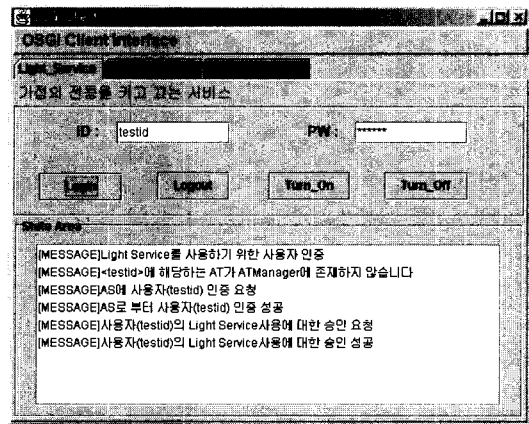 OSGi Client Interface
Light_Service
가정의 전등을 키고 끄는 서비스
ID : testid PW : ******
Login Logout Turn_On Turn_Off
State Area
[MESSAGE]Light Service를 사용하기 위한 사용자 인증
[MESSAGE]<testid>에 해당하는 AT가 ATManager에 존재하지 않습니다
[MESSAGE]AS에 사용자(testid) 인증 요청
[MESSAGE]AS로 부터 사용자(testid) 인증 성공
[MESSAGE]사용자(testid)의 Light Service사용에 대한 승인 요청
[MESSAGE]사용자(testid)의 Light Service사용에 대한 승인 성공